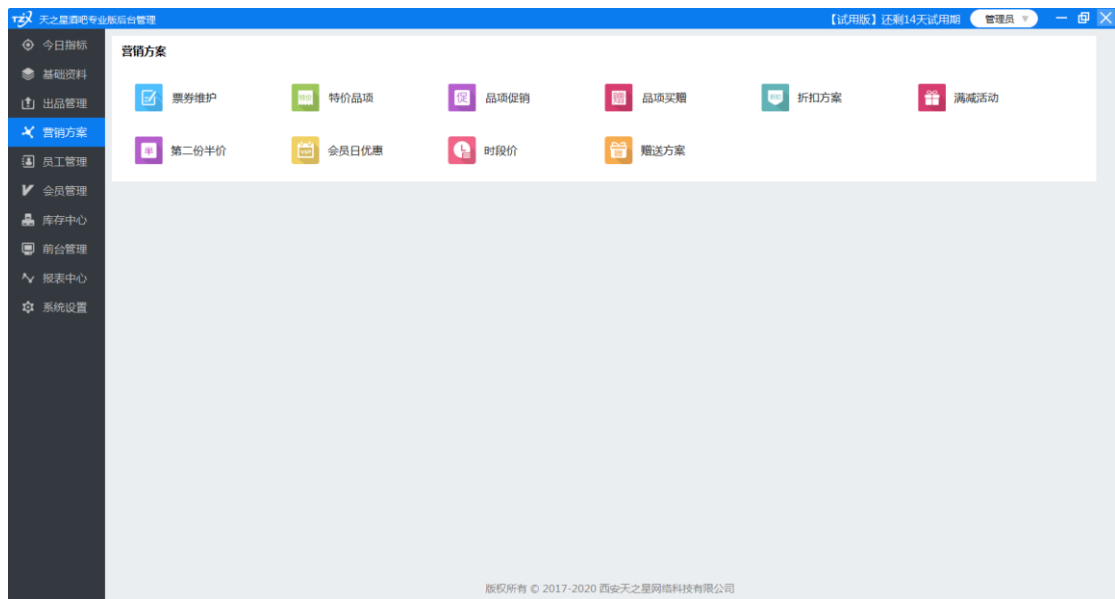 TZX 天之星酒吧专业版后台管理 【试用版】还剩14天试用期 管理员
今日指标
基础资料
出品管理
营销方案
员工管理
会员管理
库存中心
前台管理
报表中心
系统设置
营销方案
票券维护 特价 特价品项 促 品项促销 赠 品项买赠 折扣方案 满减活动
半 第二份半价 会员日优惠 时段价 赠送方案
版权所有 © 2017-2020 西安天之星网络科技有限公司